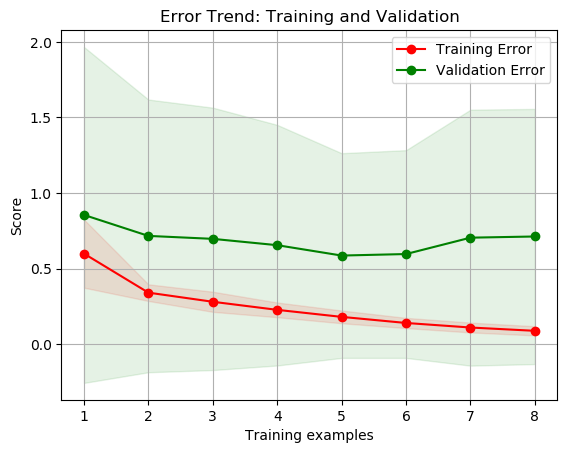 Error Trend: Training and Validation
2.0
1.5
1.0
0.5
0.0
Score
Training Error
Validation Error
1 2 3 4 5 6 7 8
Training examples